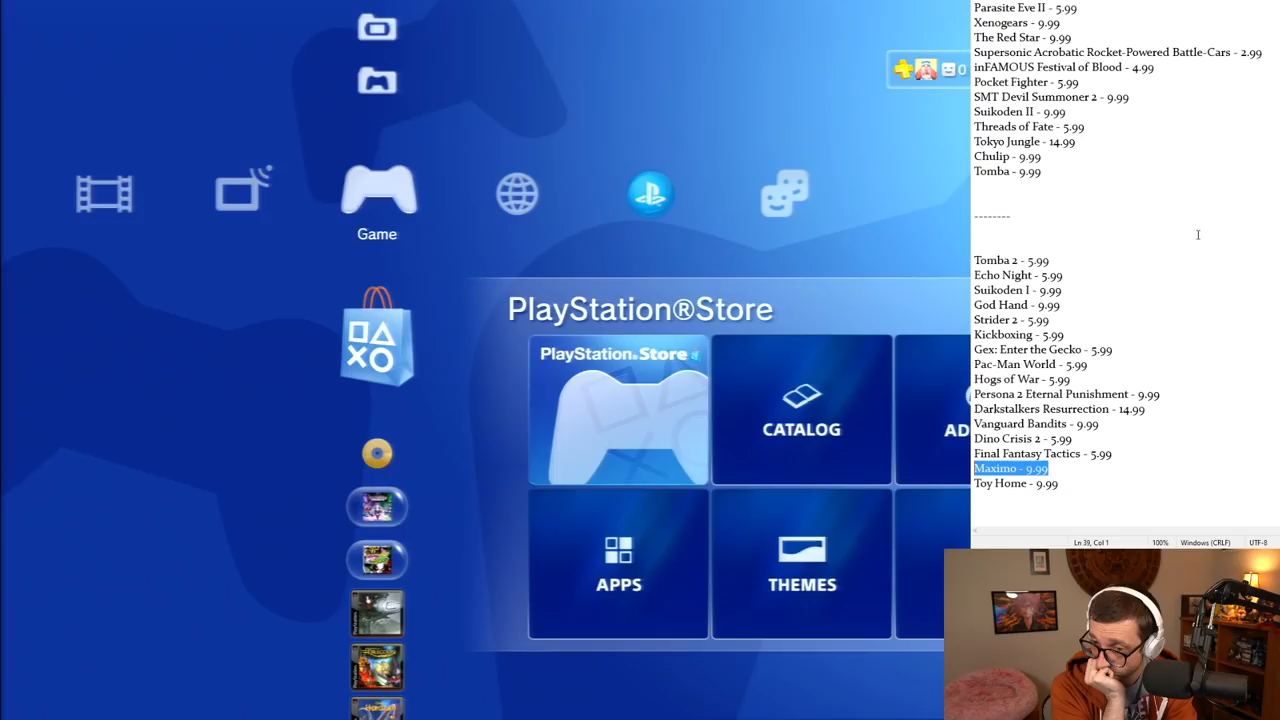 Parasite Eve II - 5.99
Xenogears - 9.99
The Red Star - 9.99
Supersonic Acrobatic Rocket-Powered Battle-Cars - 2.99
inFAMOUS Festival of Blood - 4.99
Pocket Fighter - 5.99
SMT Devil Summoner 2 - 9.99
Suikoden II - 9.99
Threads of Fate - 5.99
Tokyo Jungle - 14.99
Chulip - 9.99
Tomba - 9.99
--------
Tomba 2 - 5.99
Echo Night - 5.99
Suikoden I - 9.99
God Hand - 9.99
Strider 2 - 5.99
Kickboxing - 5.99
Gex: Enter the Gecko - 5.99
Pac-Man World - 5.99
Hogs of War - 5.99
Persona 2 Eternal Punishment - 9.99
Darkstalkers Resurrection - 14.99
Vanguard Bandits - 9.99
Dino Crisis 2 - 5.99
Final Fantasy Tactics - 5.99
Maximo - 9.99
Toy Home - 9.99
Ln 39, Col 1 100% Windows (CRLF) UTF-8
0
Game
PlayStation®Store
PlayStation Store
CATALOG
AD
APPS
THEMES